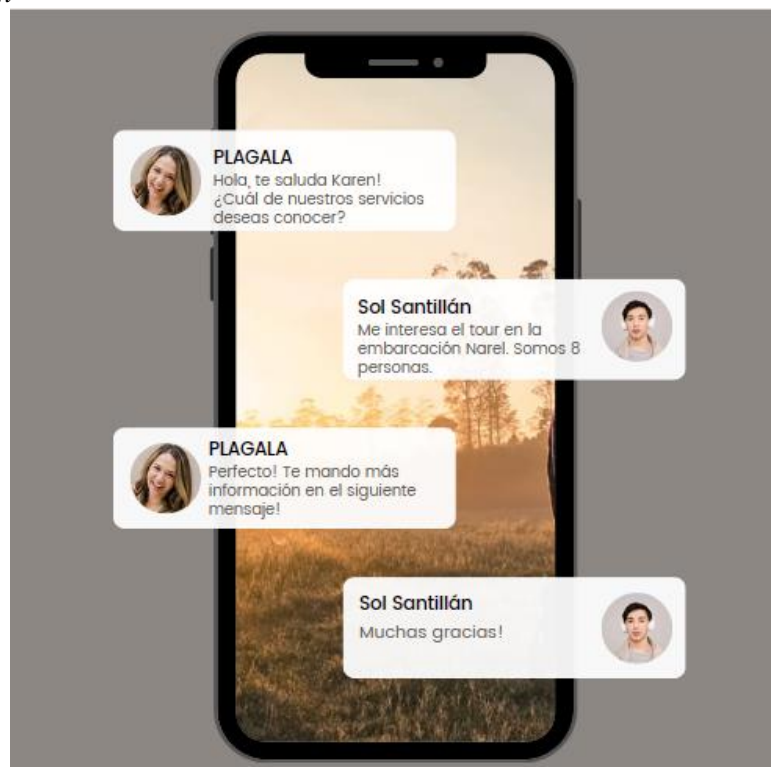 PLAGALA
Hola, te saluda Karen!
¿Cuál de nuestros servicios
deseas conocer?
Sol Santillán
Me interesa el tour en la
embarcación Narel. Somos 8
personas.
PLAGALA
Perfecto! Te mando más
información en el siguiente
mensaje!
Sol Santillán
Muchas gracias!